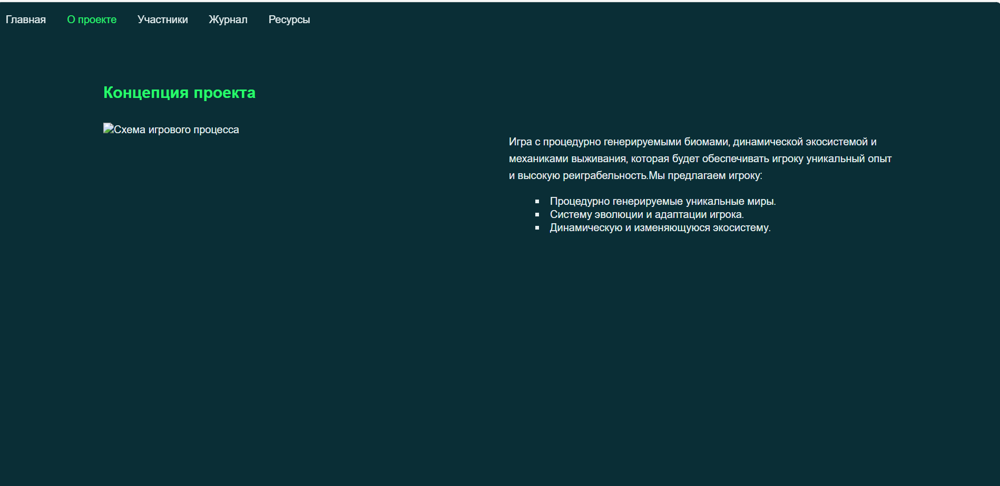 Главная О проекте Участники Журнал Ресурсы
Концепция проекта
Схема игрового процесса
Игра с процедурно генерируемыми биомами, динамической экосистемой и
механиками выживания, которая будет обеспечивать игроку уникальный опыт
и высокую реиграбельность.Мы предлагаем игроку:
Процедурно генерируемые уникальные миры.
Систему эволюции и адаптации игрока.
Динамическую и изменяющуюся экосистему.